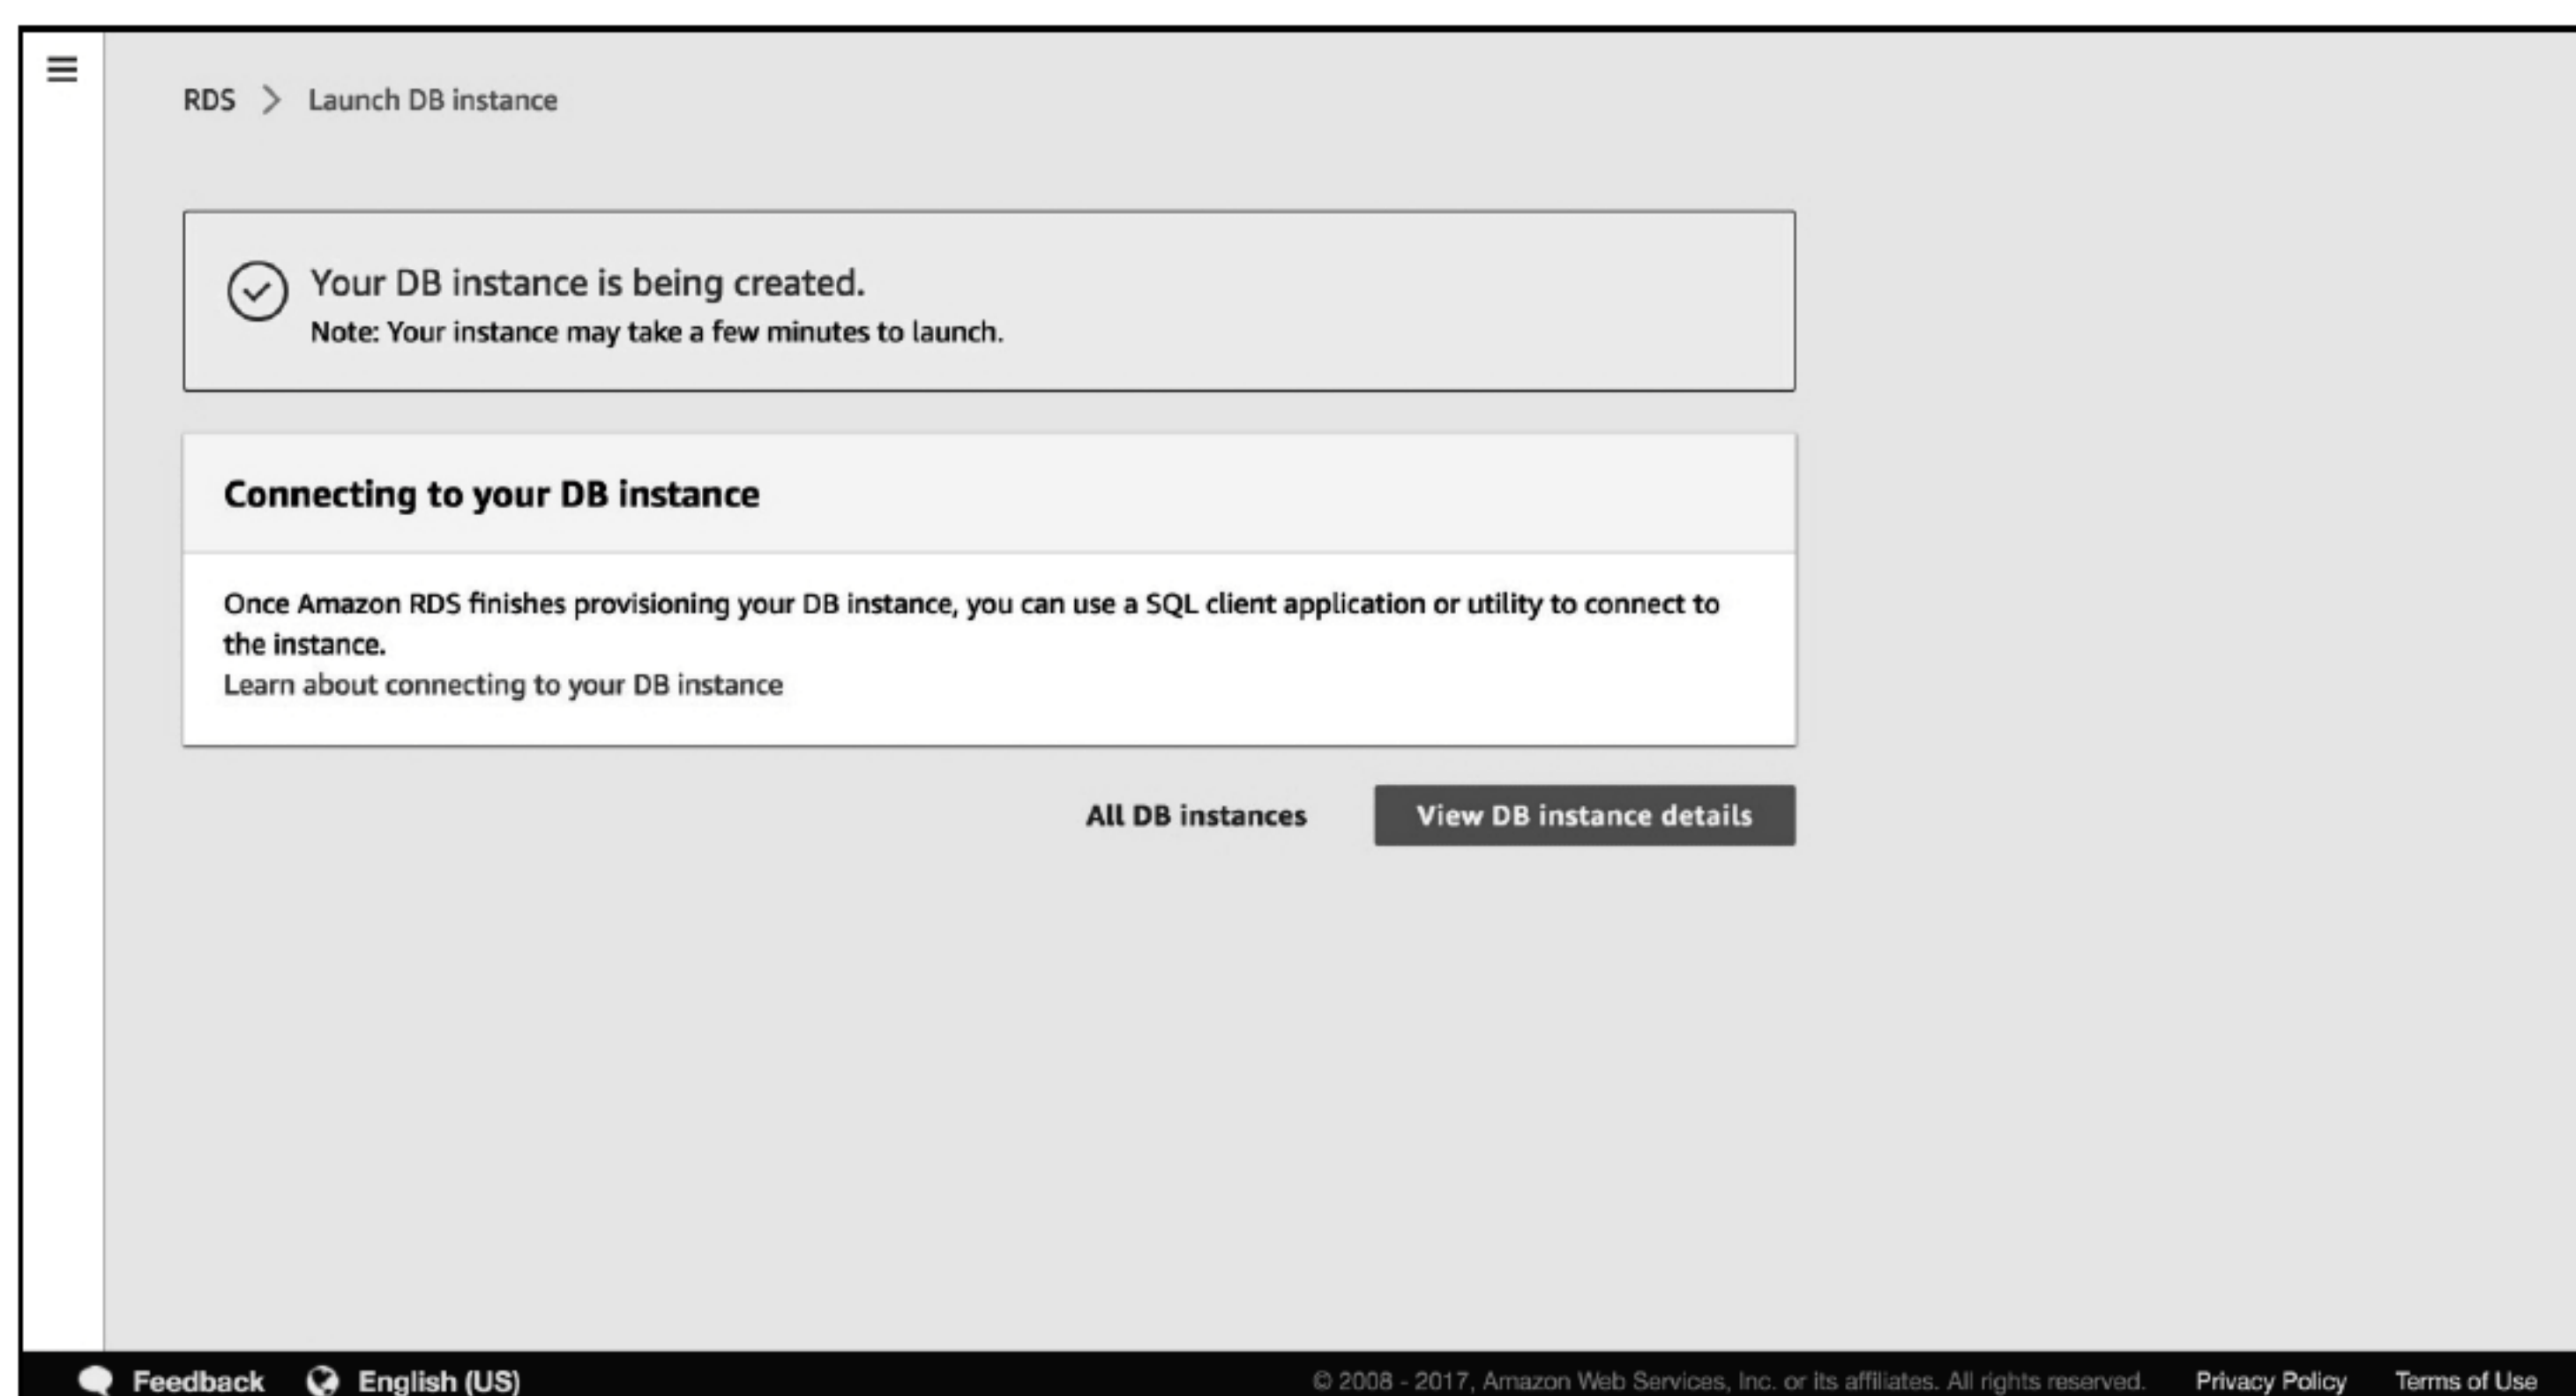 RDS > Launch DB instance
Your DB instance is being created.
Note: Your instance may take a few minutes to launch.
Connecting to your DB instance
Once Amazon RDS finishes provisioning your DB instance, you can use a SQL client application or utility to connect to
the instance.
Learn about connecting to your DB instance
All DB instances View DB instance details
Feedback English (US) © 2008 - 2017, Amazon Web Services, Inc. or its affiliates. All rights reserved. Privacy Policy Terms of Use